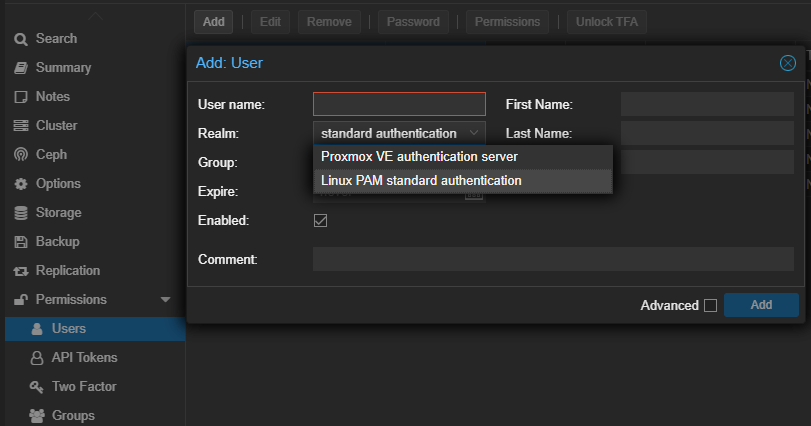 Add Edit Remove Password Permissions Unlock TFA
Search
Summary
Notes
Cluster
Ceph
Options
Storage
Backup
Replication
Permissions
Users
API Tokens
Two Factor
Groups
Add: User
User name:
First Name:
Realm: standard authentication
Last Name:
Group:
Proxmox VE authentication server
Linux PAM standard authentication
Expire:
Enabled:
Comment:
Advanced Add